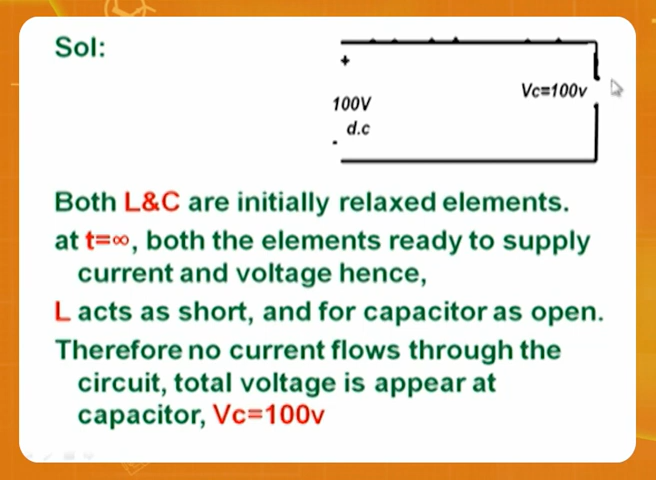 Sol:
+
Vc=100v
100V
d.c
-
Both L&C are initially relaxed elements.
at t=∞, both the elements ready to supply
current and voltage hence,
L acts as short, and for capacitor as open.
Therefore no current flows through the
circuit, total voltage is appear at
capacitor, Vc=100v